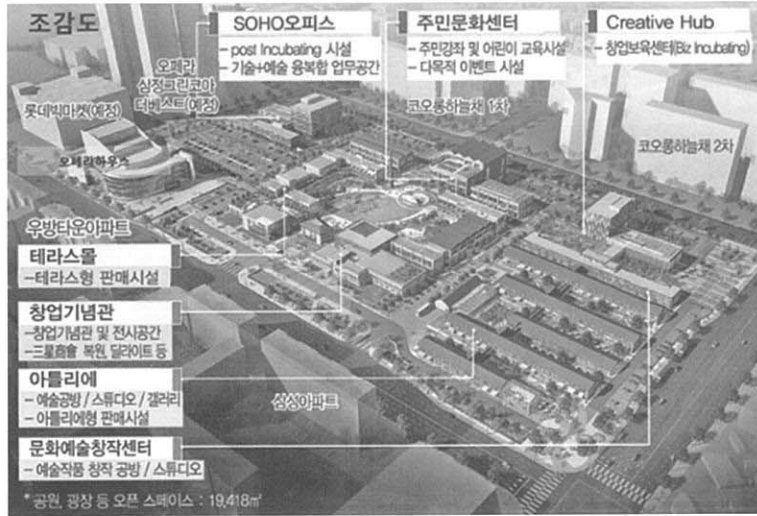 조감도
SOHO오피스
- post Incubating 시설
- 기술+예술 융복합 업무공간
주민문화센터
- 주민강좌 및 어린이 교육시설
- 다목적 이벤트 시설
Creative Hub
- 창업보육센터(Biz Incubating)
오페라
삼정그린코아
더베스트(예정)
롯데빅마켓(예정)
오페라하우스
코오롱하늘채 1차
코오롱하늘채 2차
우방타운아파트
테라스몰
-테라스형 판매시설
창업기념관
-창업기념관 및 전시공간
-三星商會 복원, 딜라이트 등
아틀리에
- 예술공방 / 스튜디오 / 갤러리
- 아틀리에형 판매시설
삼성아파트
문화예술창작센터
- 예술작품 창작 공방 / 스튜디오
* 공원, 광장 등 오픈 스페이스 : 19,418㎡